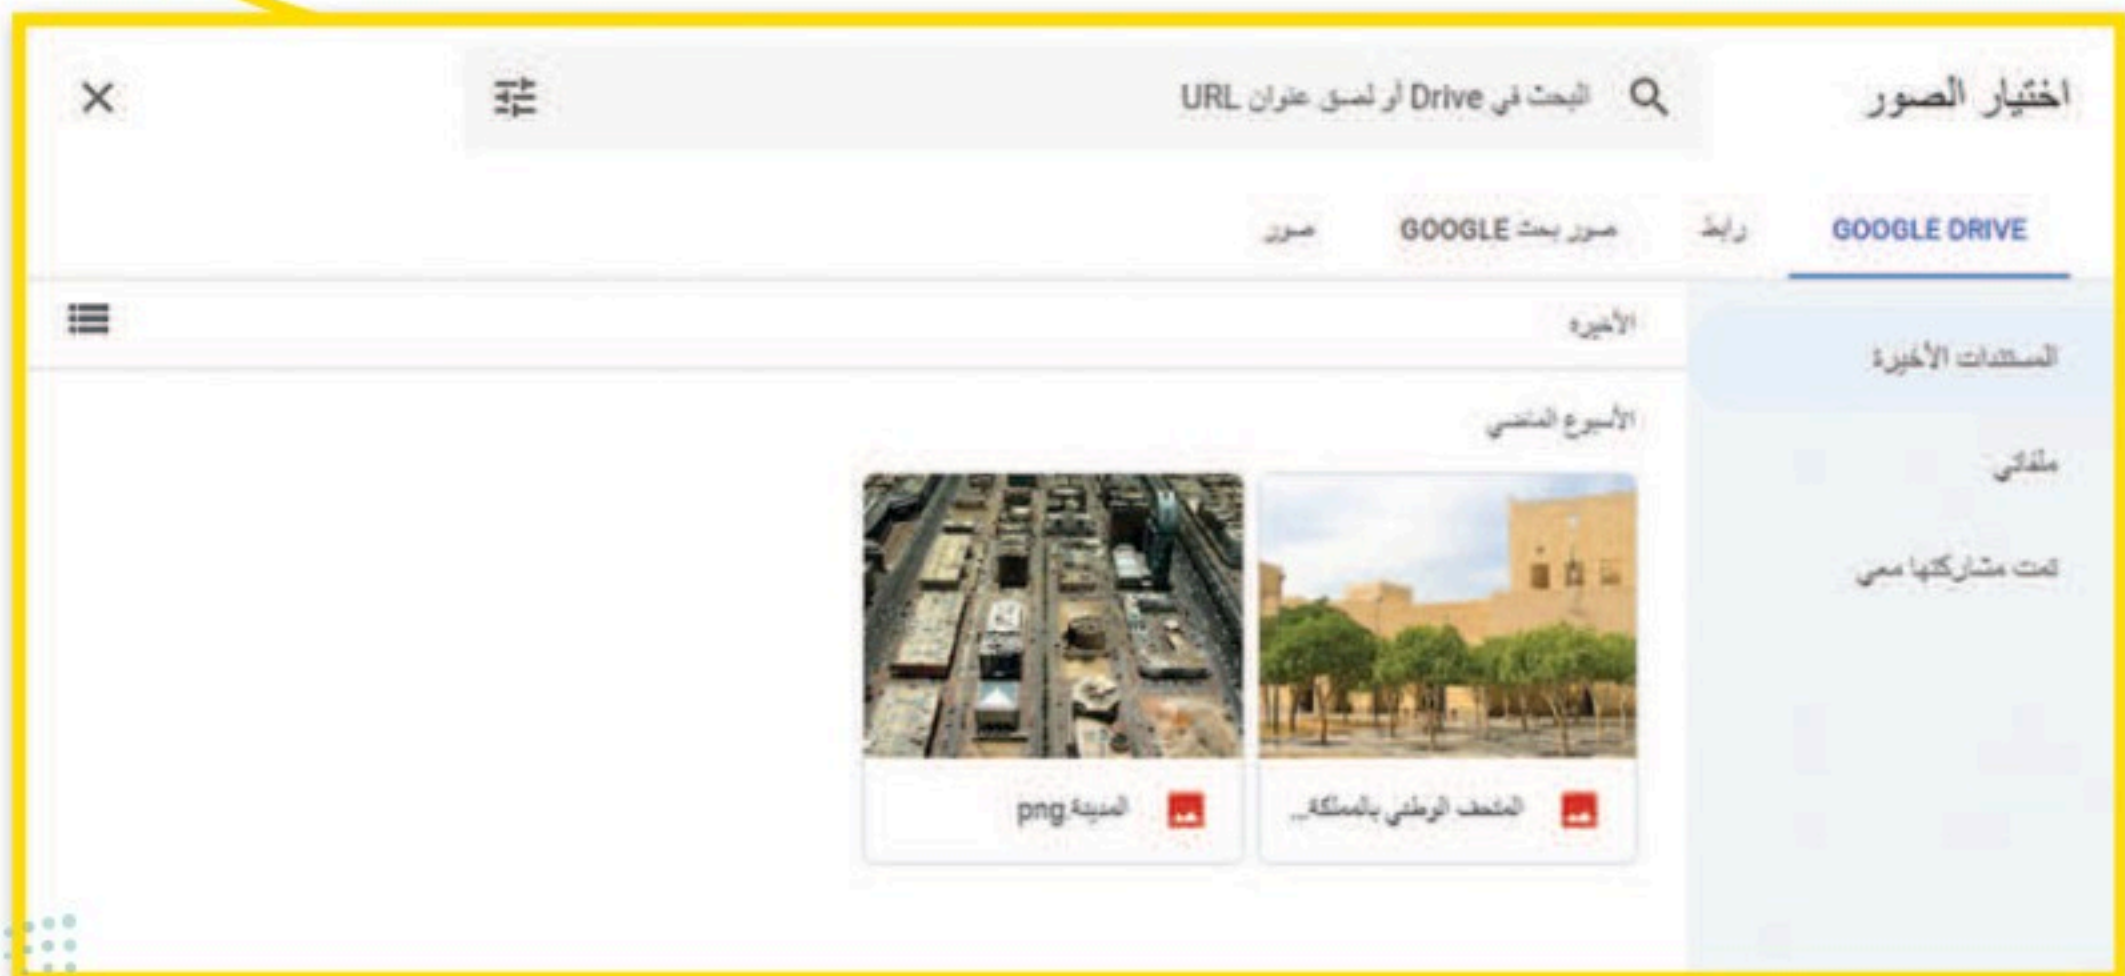 اختيار الصور
البحث في Drive أو لصق عنوان URL
GOOGLE DRIVE
رابط
صور بحث GOOGLE
صور
المستندات الأخيرة
ملفاتي
تمت مشاركتها معي
الأخيره
الأسبوع الماضي
المتحف الوطني بالمملكة...
المدينة.png